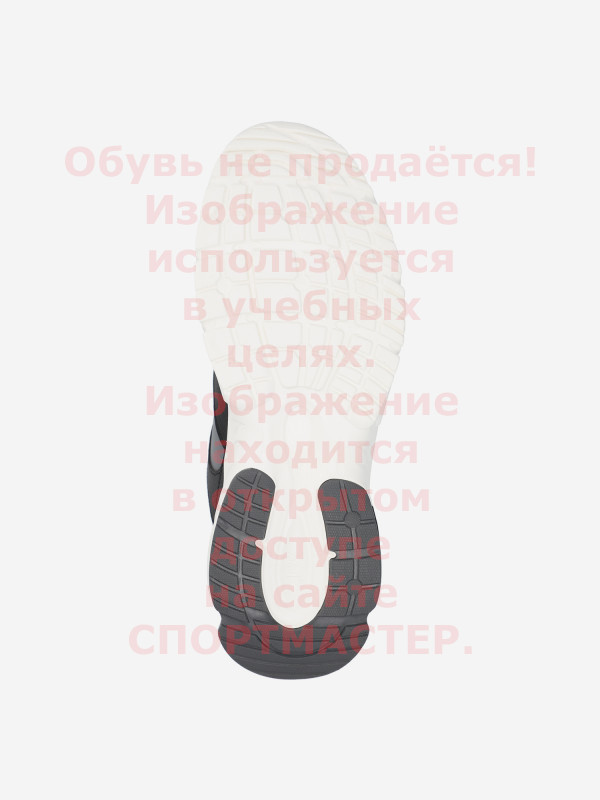 Обувь не продаётся!
Изображение
используется
в учебных
целях.
Изображение
находится
в открытом
доступе
на сайте
СПОРТМАСТЕР.